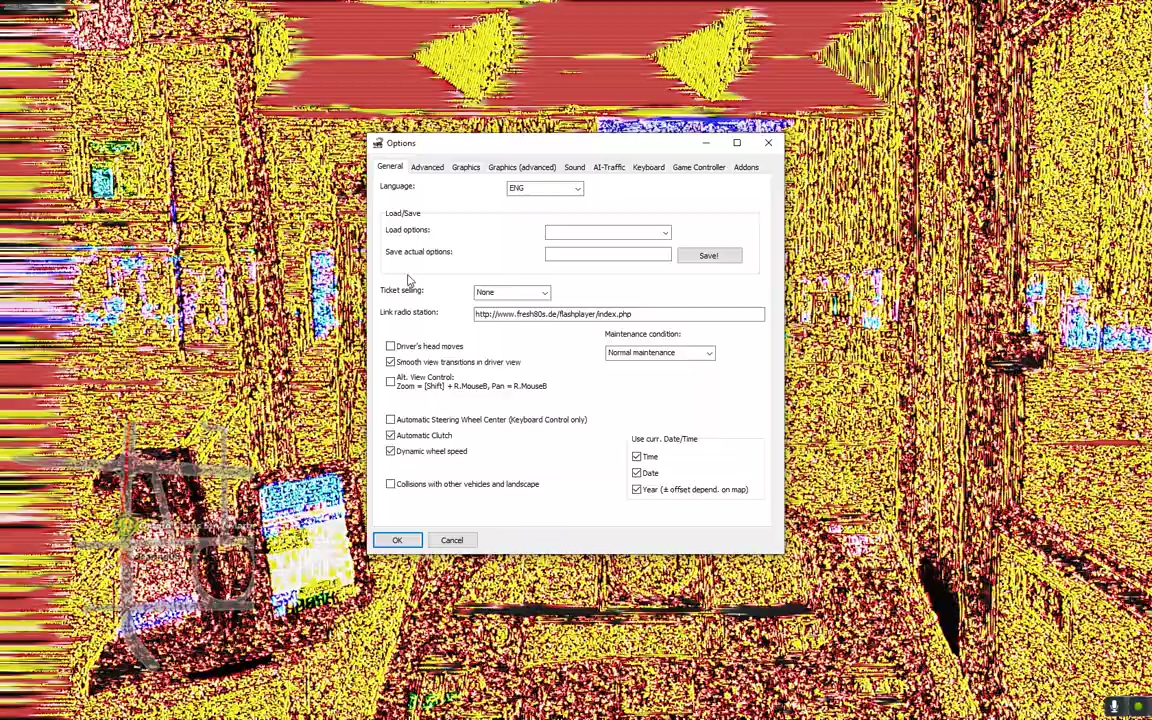 Options
General Advanced Graphics Graphics (advanced) Sound AI-Traffic Keyboard Game Controller Addons
Language: ENG
Load/Save
Load options:
Save actual options: Save!
Ticket selling: None
Link radio station: http://www.fresh80s.de/flashplayer/index.php
Maintenance condition:
Driver's head moves
Normal maintenance
Smooth view transitions in driver view
Alt. View Control:
Zoom = [Shift] + R.MouseB, Pan = R.MouseB
Automatic Steering Wheel Center (Keyboard Control only)
Automatic Clutch
Use curr. Date/Time
Dynamic wheel speed
Time
Date
Collisions with other vehicles and landscape
Year (± offset depend. on map)
OK Cancel